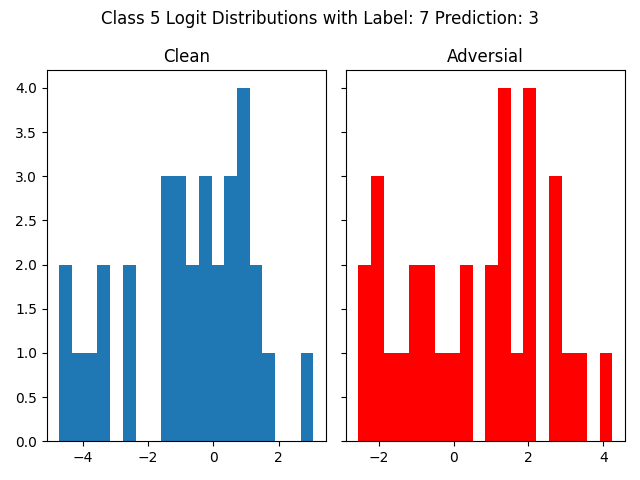 Class 5 Logit Distributions with Label: 7 Prediction: 3
Clean
Adversial
4.0
3.5
3.0
2.5
2.0
1.5
1.0
0.5
0.0
−4 −2 0 2
−2 0 2 4